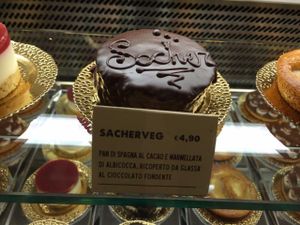 Sacher
SACHERVEG €4,90
PAN DI SPAGNA AL CACAO E MARMELLATA
DI ALBICOCCA, RICOPERTO DA GLASSA
AL CIOCCOLATO FONDENTE